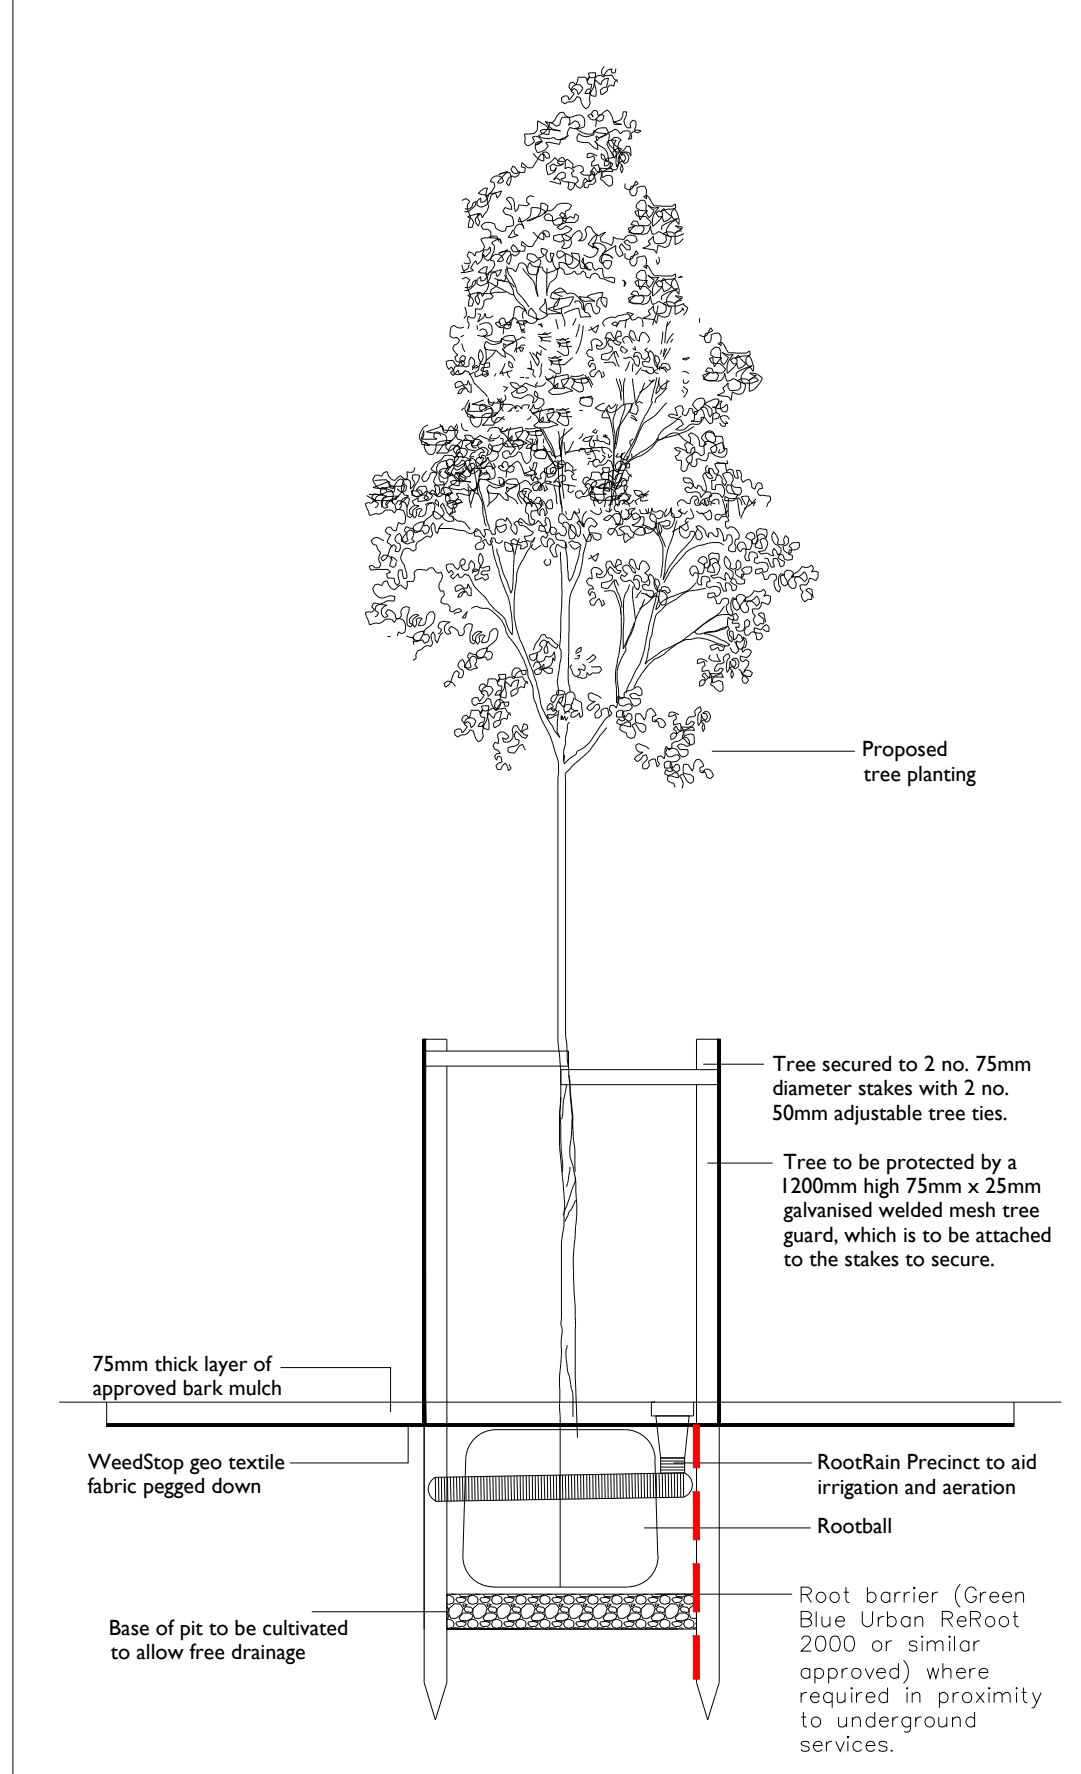 Proposed
tree planting
Tree secured to 2 no. 75mm
diameter stakes with 2 no.
50mm adjustable tree ties.
Tree to be protected by a
1200mm high 75mm x 25mm
galvanised welded mesh tree
guard, which is to be attached
to the stakes to secure.
75mm thick layer of
approved bark mulch
WeedStop geo textile
fabric pegged down
RootRain Precinct to aid
irrigation and aeration
Rootball
Root barrier (Green
Blue Urban ReRoot
2000 or similar
approved) where
required in proximity
to underground
services.
Base of pit to be cultivated
to allow free drainage